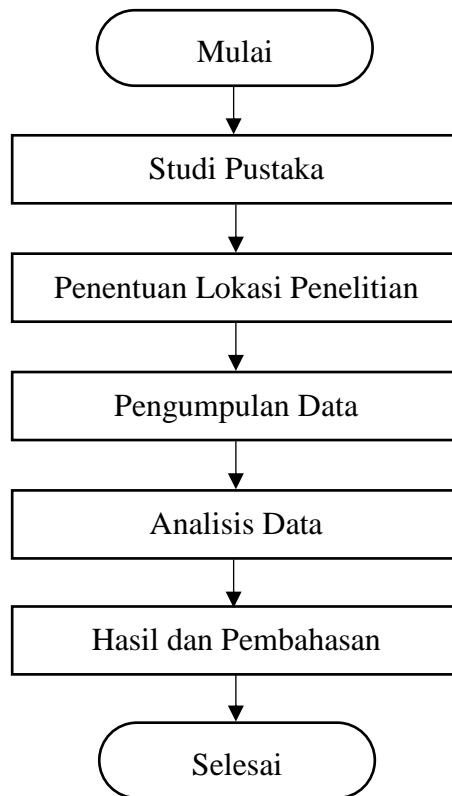 Mulai
Studi Pustaka
Penentuan Lokasi Penelitian
Pengumpulan Data
Analisis Data
Hasil dan Pembahasan
Selesai